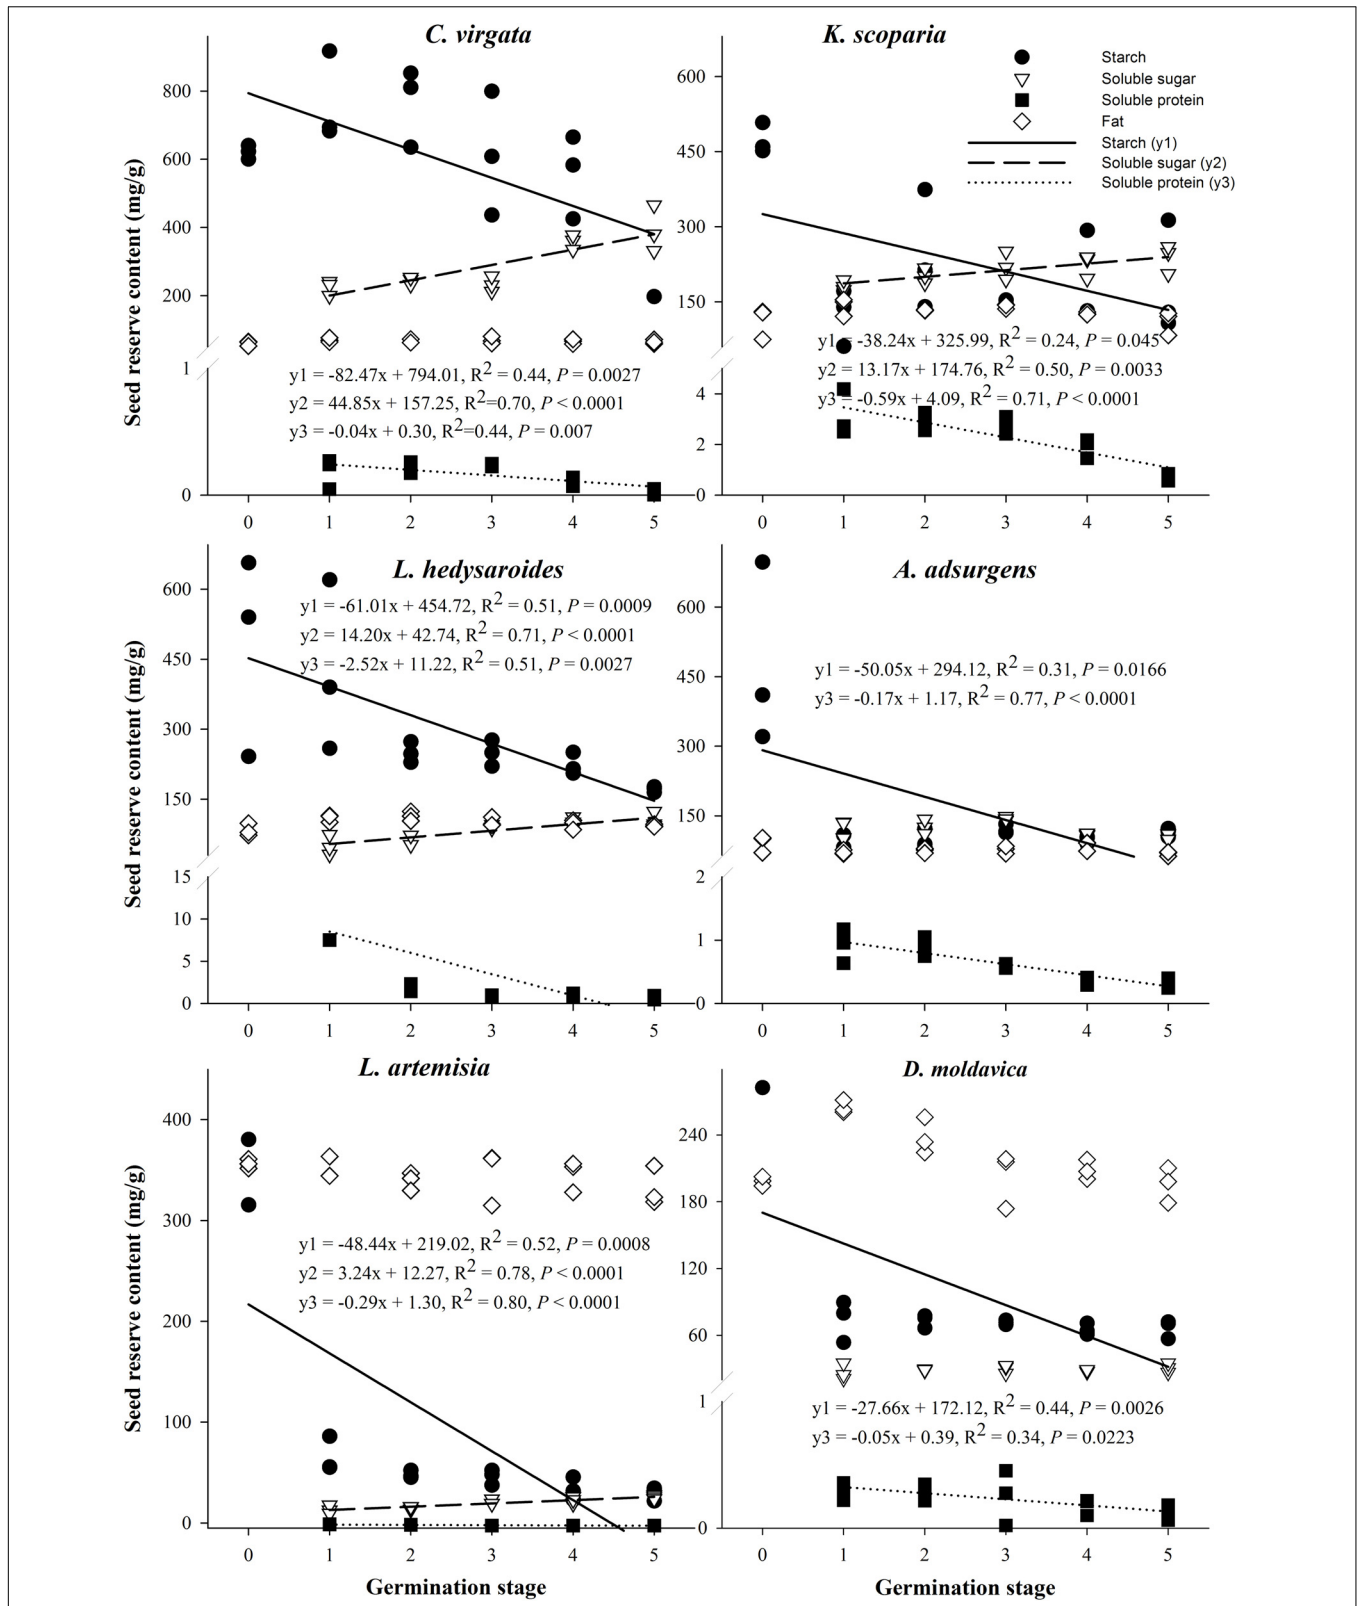 C. virgata
K. scoparia
Starch
Soluble sugar
Soluble protein
Fat
Starch (y1)
Soluble sugar (y2)
Soluble protein (y3)
Seed reserve content (mg/g)
800
600
400
200
1
0
y1 = -82.47x + 794.01, R2 = 0.44, P = 0.0027
y2 = 44.85x + 157.25, R2=0.70, P < 0.0001
y3 = -0.04x + 0.30, R2=0.44, P = 0.007
0 1 2 3 4 5
600
450
300
150
4
2
0
y1 = -38.24x + 325.99, R2 = 0.24, P = 0.045
y2 = 13.17x + 174.76, R2 = 0.50, P = 0.0033
y3 = -0.59x + 4.09, R2 = 0.71, P < 0.0001
0 1 2 3 4 5
L. hedysaroides
Seed reserve content (mg/g)
600
450
300
150
15
10
5
0
y1 = -61.01x + 454.72, R2 = 0.51, P = 0.0009
y2 = 14.20x + 42.74, R2 = 0.71, P < 0.0001
y3 = -2.52x + 11.22, R2 = 0.51, P = 0.0027
0 1 2 3 4 5
A. adsurgens
600
450
300
150
2
1
0
y1 = -50.05x + 294.12, R2 = 0.31, P = 0.0166
y3 = -0.17x + 1.17, R2 = 0.77, P < 0.0001
0 1 2 3 4 5
L. artemisia
Seed reserve content (mg/g)
400
300
200
100
0
y1 = -48.44x + 219.02, R2 = 0.52, P = 0.0008
y2 = 3.24x + 12.27, R2 = 0.78, P < 0.0001
y3 = -0.29x + 1.30, R2 = 0.80, P < 0.0001
0 1 2 3 4 5
Germination stage
D. moldavica
240
180
120
60
1
0
y1 = -27.66x + 172.12, R2 = 0.44, P = 0.0026
y3 = -0.05x + 0.39, R2 = 0.34, P = 0.0223
0 1 2 3 4 5
Germination stage